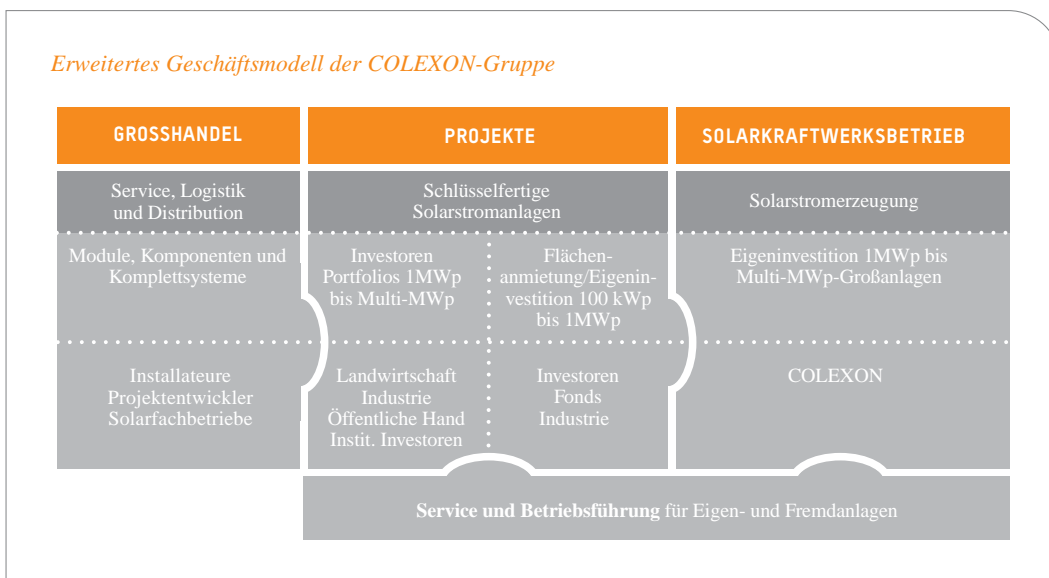 Erweitertes Geschäftsmodell der COLEXON-Gruppe
GROSSHANDEL
PROJEKTE
SOLARKRAFTWERKSBETRIEB
Service, Logistik
und Distribution
Schlüsselfertige
Solarstromanlagen
Solarstromerzeugung
Module, Komponenten und
Komplettsysteme
Investoren
Portfolios 1MWp
bis Multi-MWp
Flächen-
anmietung/Eigenin-
vestition 100 kWp
bis 1MWp
Eigeninvestition 1MWp bis
Multi-MWp-Großanlagen
Installateure
Projektentwickler
Solarfachbetriebe
Landwirtschaft
Industrie
Öffentliche Hand
Instit. Investoren
Investoren
Fonds
Industrie
COLEXON
Service und Betriebsführung für Eigen- und Fremdanlagen